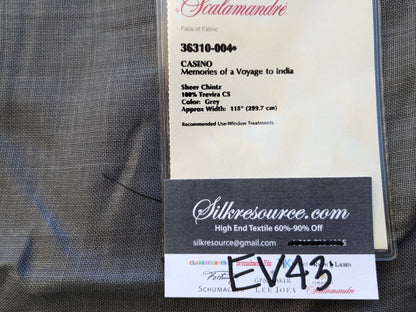 Scalamandré
Face of Fabric
36310-004
CASINO
Memories of a Voyage to India
Sheer Chintz
100% Trevira CS
Color: Grey
Approx Width: 118" (299.7 cm)
Recommended Use-Window Treatments
Silkresource.com
High End Textile 60%-90% Off
silkresource@gmail.com
EV43
SCHUMACHER
LEE JOFA
Scalamandré